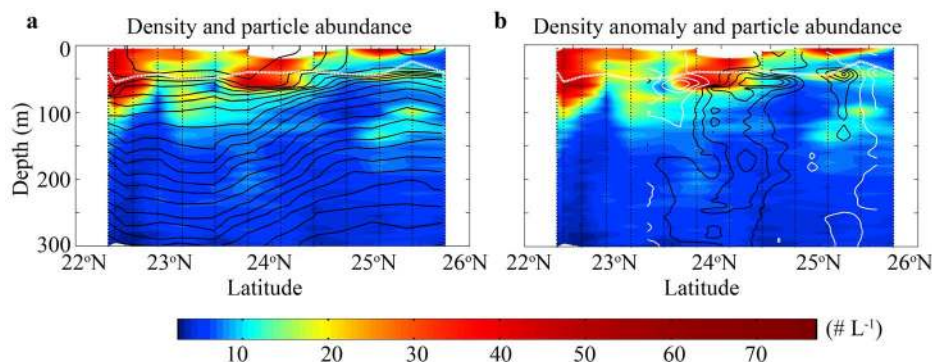 a Density and particle abundance
b Density anomaly and particle abundance
Depth (m)
0
100
200
300
22°N 23°N 24°N 25°N 26°N
Latitude
22°N 23°N 24°N 25°N 26°N
Latitude
10 20 30 40 50 60 70 (# L⁻¹)